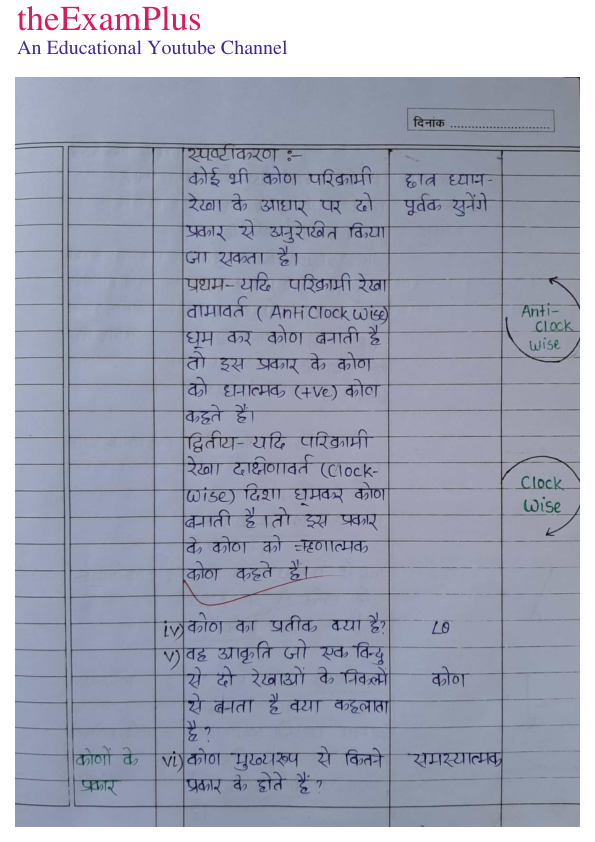 theExamPlus
An Educational Youtube Channel
दिनांक ............................
स्पष्टीकरण :-
कोई भी कोण परिक्रामी
रेखा के आधार पर दो
प्रकार से अनुरेखित किया
जा सकता है।
प्रथम- यदि परिक्रामी रेखा
वामावर्त (Anti Clock Wise)
घूम कर कोण बनाती है
तो इस प्रकार के कोण
को धनात्मक (+ve) कोण
कहते हैं।
द्वितीय- यदि परिक्रामी
रेखा दक्षिणावर्त (Clock-
Wise) दिशा घूमकर कोण
बनाती है। तो इस प्रकार
के कोण को ऋणात्मक
कोण कहते हैं।
छात्र ध्यान-
पूर्वक सुनेंगे
Anti-
Clock
Wise
Clock
Wise
iv) कोण का प्रतीक क्या है?
∠θ
v) वह आकृति जो एक बिन्दु
से दो रेखाओं के निकलने
से बनता है क्या कहलाता
है ?
कोण
कोणों के
प्रकार
vi) कोण मुख्यरूप से कितने
प्रकार के होते हैं ?
समस्यात्मक